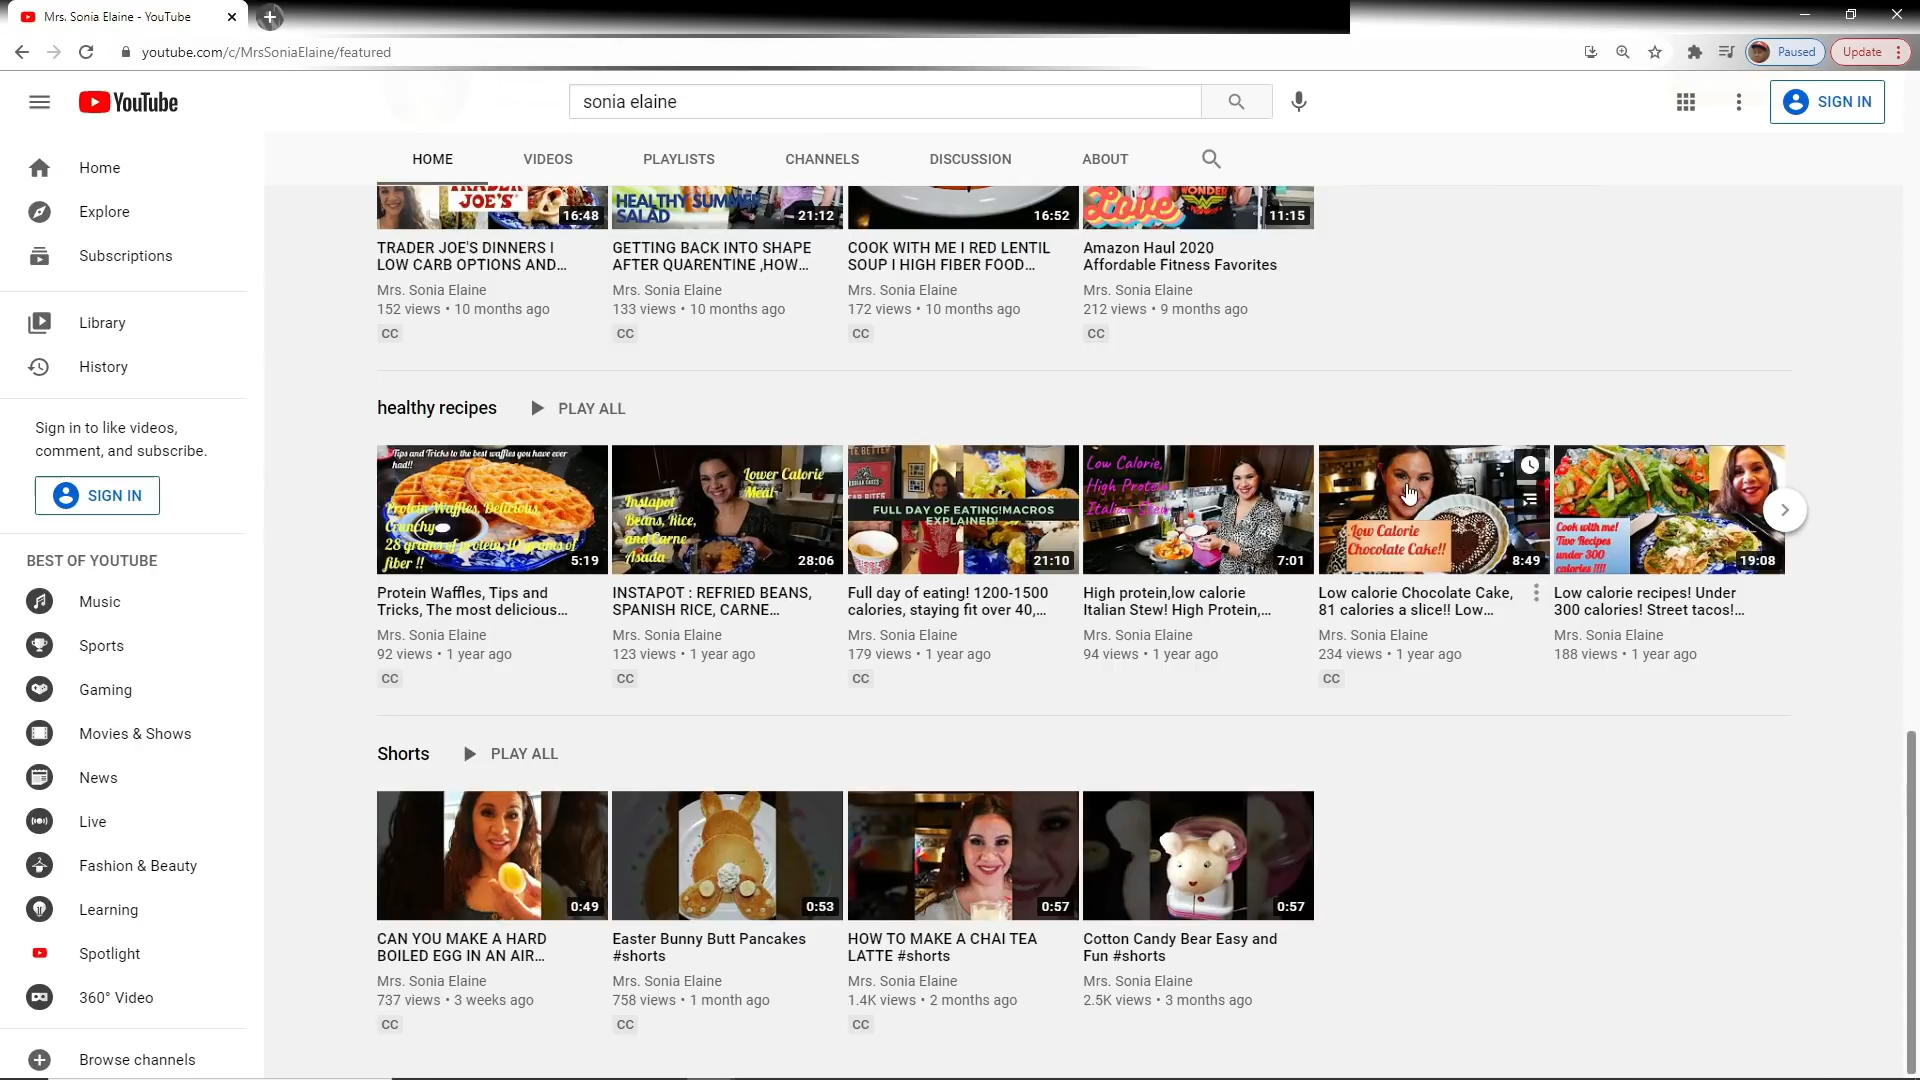 Mrs. Sonia Elaine - YouTube
youtube.com/c/MrsSoniaElaine/featured
Paused
Update
YouTube
sonia elaine
SIGN IN
HOME
VIDEOS
PLAYLISTS
CHANNELS
DISCUSSION
ABOUT
Home
Explore
Subscriptions
Library
History
Sign in to like videos,
comment, and subscribe.
SIGN IN
BEST OF YOUTUBE
Music
Sports
Gaming
Movies & Shows
News
Live
Fashion & Beauty
Learning
Spotlight
360° Video
Browse channels
TRADER
JOE'S
16:48
TRADER JOE'S DINNERS I
LOW CARB OPTIONS AND...
Mrs. Sonia Elaine
152 views • 10 months ago
CC
HEALTHY SUMMER
SALAD
21:12
GETTING BACK INTO SHAPE
AFTER QUARENTINE ,HOW...
Mrs. Sonia Elaine
133 views • 10 months ago
CC
16:52
COOK WITH ME I RED LENTIL
SOUP I HIGH FIBER FOOD...
Mrs. Sonia Elaine
172 views • 10 months ago
CC
Love
WONDER
11:15
Amazon Haul 2020
Affordable Fitness Favorites
Mrs. Sonia Elaine
212 views • 9 months ago
CC
healthy recipes
PLAY ALL
Tips and Tricks to the best waffles you have ever
had!!
Protein Waffles, Delicious,
Crunchy
28 grams of protein, 10 grams of
fiber !!
5:19
Protein Waffles, Tips and
Tricks, The most delicious...
Mrs. Sonia Elaine
92 views • 1 year ago
CC
Lower Calorie
Meal
Instapot
Beans, Rice,
and Carne
Asada
28:06
INSTAPOT : REFRIED BEANS,
SPANISH RICE, CARNE...
Mrs. Sonia Elaine
123 views • 1 year ago
CC
FULL DAY OF EATING!MACROS
EXPLAINED!
21:10
Full day of eating! 1200-1500
calories, staying fit over 40,...
Mrs. Sonia Elaine
179 views • 1 year ago
CC
Low Calorie,
High Protein
Italian Stew
7:01
High protein,low calorie
Italian Stew! High Protein,...
Mrs. Sonia Elaine
94 views • 1 year ago
Low Calorie
Chocolate Cake!!
8:49
Low calorie Chocolate Cake,
81 calories a slice!! Low...
Mrs. Sonia Elaine
234 views • 1 year ago
CC
Cook with me!
Two Recipes
under 300
calories !!!!
19:08
Low calorie recipes! Under
300 calories! Street tacos!...
Mrs. Sonia Elaine
188 views • 1 year ago
Shorts
PLAY ALL
0:49
CAN YOU MAKE A HARD
BOILED EGG IN AN AIR...
Mrs. Sonia Elaine
737 views • 3 weeks ago
CC
0:53
Easter Bunny Butt Pancakes
#shorts
Mrs. Sonia Elaine
758 views • 1 month ago
CC
0:57
HOW TO MAKE A CHAI TEA
LATTE #shorts
Mrs. Sonia Elaine
1.4K views • 2 months ago
CC
0:57
Cotton Candy Bear Easy and
Fun #shorts
Mrs. Sonia Elaine
2.5K views • 3 months ago